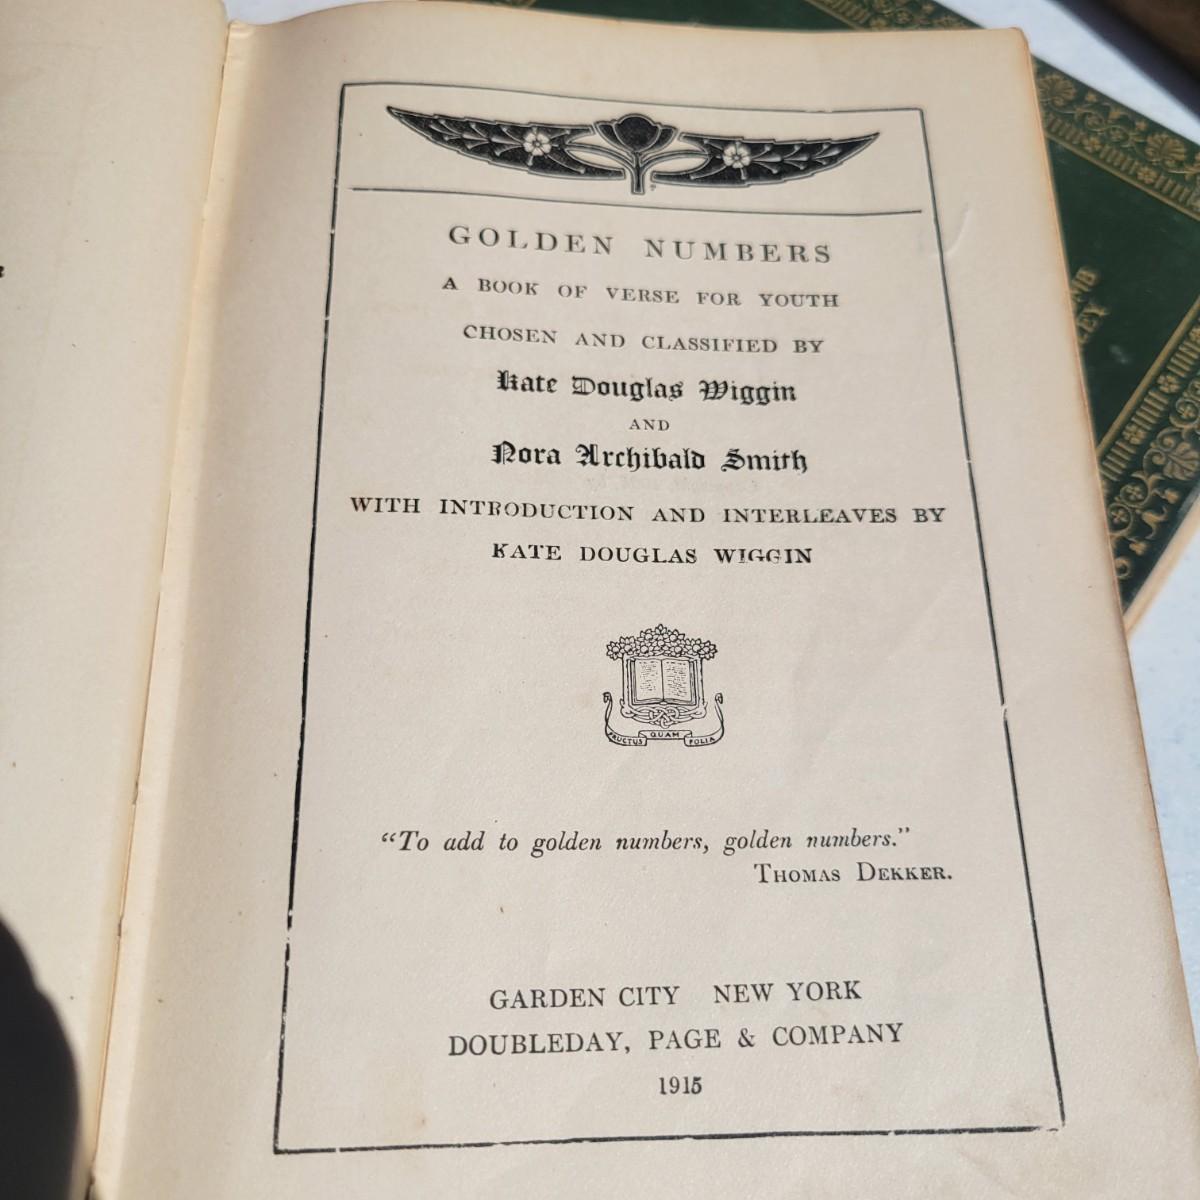 GOLDEN NUMBERS
A BOOK OF VERSE FOR YOUTH
CHOSEN AND CLASSIFIED BY
Kate Douglas Wiggin
AND
Nora Archibald Smith
WITH INTRODUCTION AND INTERLEAVES BY
KATE DOUGLAS WIGGIN
FRUCTUS QUAM FOLIA
"To add to golden numbers, golden numbers."
THOMAS DEKKER.
GARDEN CITY NEW YORK
DOUBLEDAY, PAGE & COMPANY
1915